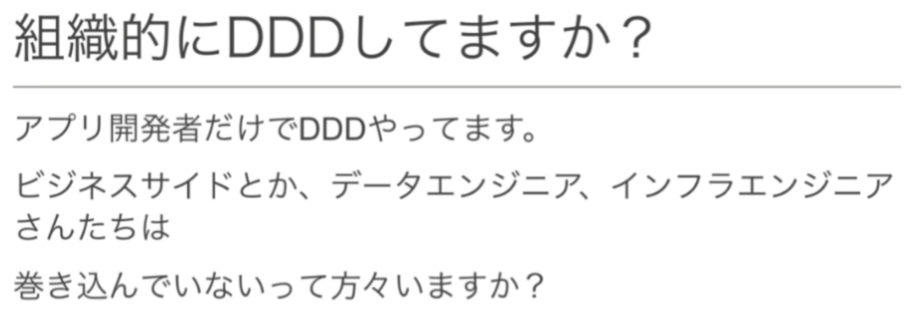 組織的にDDDしてますか？
アプリ開発者だけでDDDやってます。
ビジネスサイドとか、データエンジニア、インフラエンジニア
さんたちは
巻き込んでいないって方々いますか？